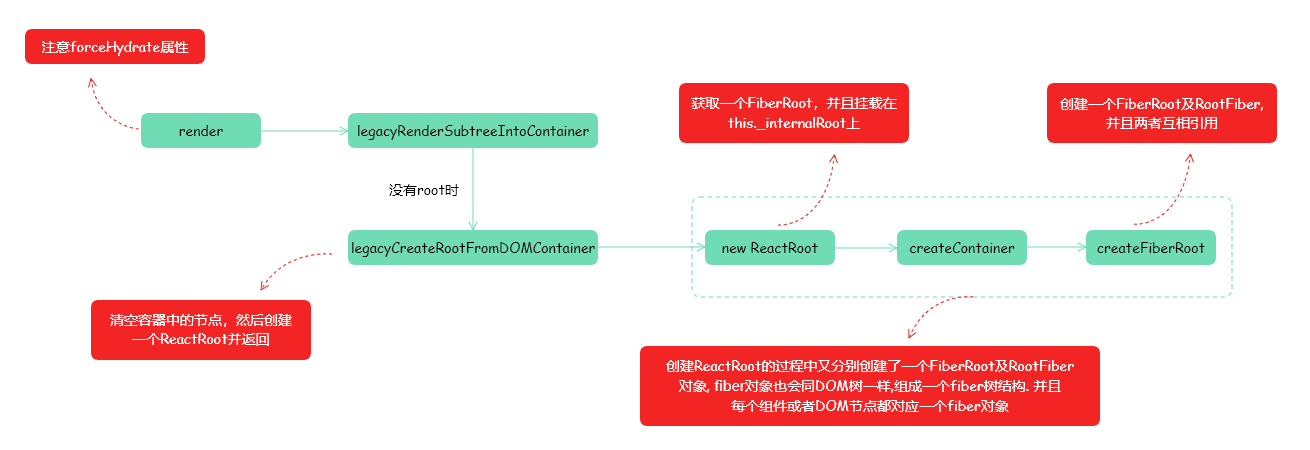 注意forceHydrate属性
render
legacyRenderSubtreeIntoContainer
没有root时
legacyCreateRootFromDOMContainer
清空容器中的节点，然后创建
一个ReactRoot并返回
获取一个FiberRoot，并且挂载在
this._internalRoot上
创建一个FiberRoot及RootFiber,
并且两者互相引用
new ReactRoot
createContainer
createFiberRoot
创建ReactRoot的过程中又分别创建了一个FiberRoot及RootFiber
对象, fiber对象也会同DOM树一样,组成一个fiber树结构. 并且
每个组件或者DOM节点都对应一个fiber对象